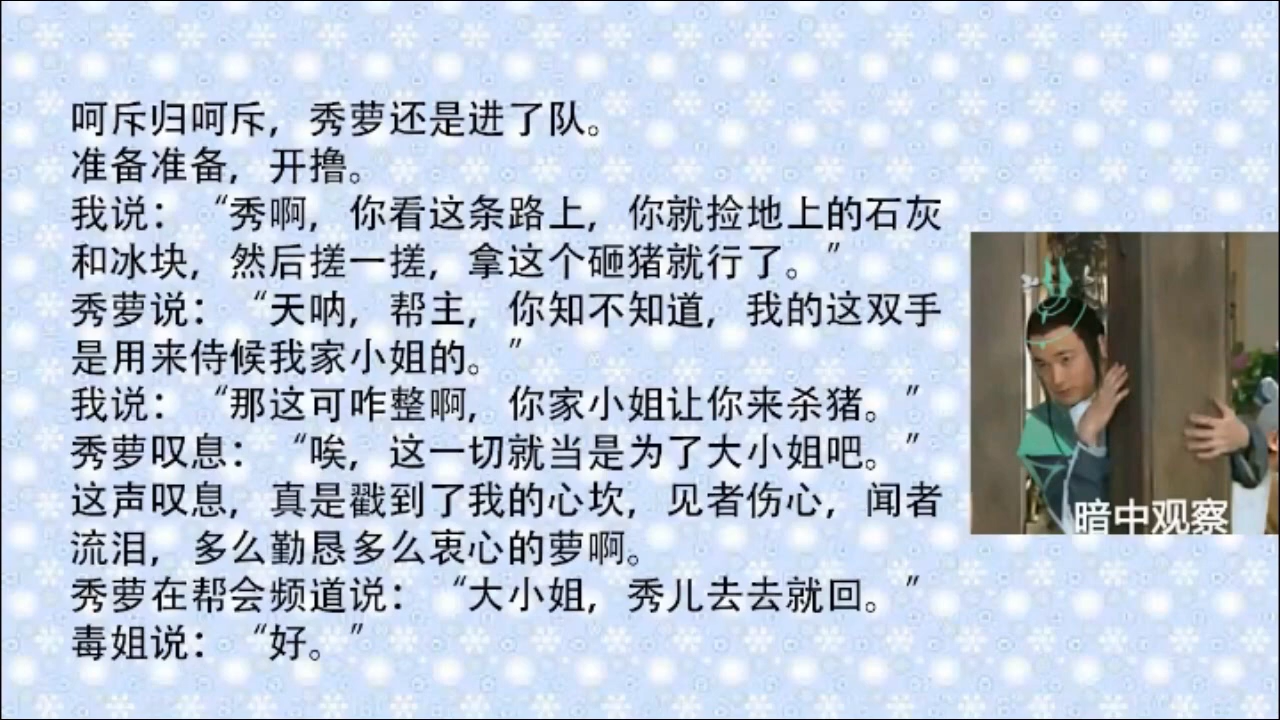 呵斥归呵斥，秀萝还是进了队。
准备准备，开撸。
我说：“秀啊，你看这条路上，你就捡地上的石灰
和冰块，然后搓一搓，拿这个砸猪就行了。”
秀萝说：“天呐，帮主，你知不知道，我的这双手
是用来侍候我家小姐的。”
我说：“那这可咋整啊，你家小姐让你来杀猪。”
秀萝叹息：“唉，这一切就当是为了大小姐吧。”
这声叹息，真是戳到了我的心坎，见者伤心，闻者
流泪，多么勤恳多么衷心的萝啊。
秀萝在帮会频道说：“大小姐，秀儿去去就回。”
毒姐说：“好。”
暗中观察